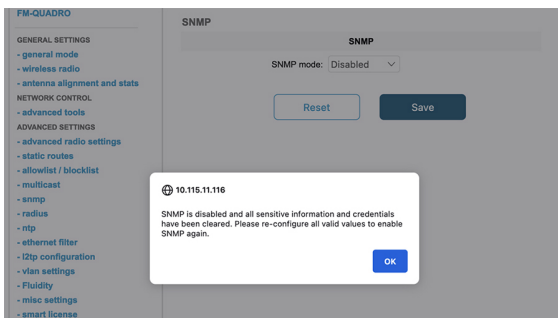 FM-QUADRO
GENERAL SETTINGS
- general mode
- wireless radio
- antenna alignment and stats
NETWORK CONTROL
- advanced tools
ADVANCED SETTINGS
- advanced radio settings
- static routes
- allowlist / blocklist
- multicast
- snmp
- radius
- ntp
- ethernet filter
- l2tp configuration
- vlan settings
- Fluidity
- misc settings
- smart license
SNMP
SNMP
SNMP mode: Disabled
Reset
Save
10.115.11.116
SNMP is disabled and all sensitive information and credentials
have been cleared. Please re-configure all valid values to enable
SNMP again.
OK